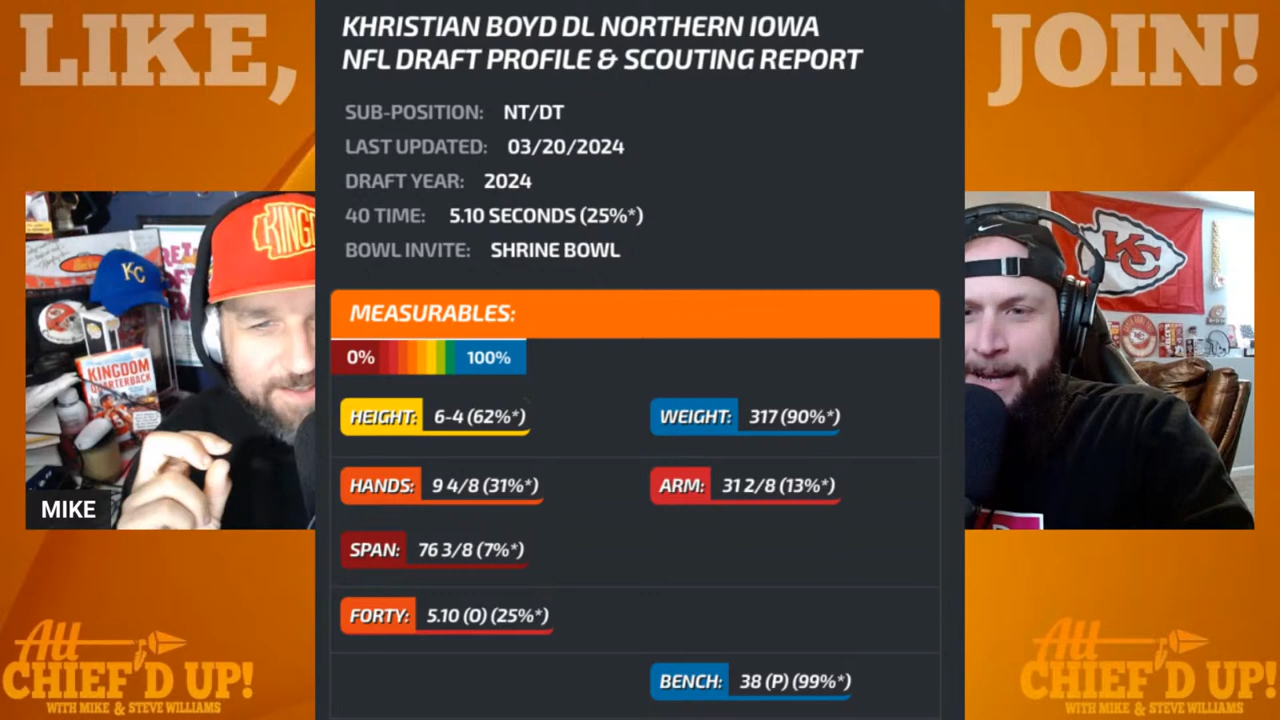 LIKE,
JOIN!
KHRISTIAN BOYD DL NORTHERN IOWA
NFL DRAFT PROFILE & SCOUTING REPORT
SUB-POSITION: NT/DT
LAST UPDATED: 03/20/2024
DRAFT YEAR: 2024
40 TIME: 5.10 SECONDS (25%*)
BOWL INVITE: SHRINE BOWL
MEASURABLES:
0% 100%
HEIGHT: 6-4 (62%*)
WEIGHT: 317 (90%*)
HANDS: 9 4/8 (31%*)
ARM: 31 2/8 (13%*)
SPAN: 76 3/8 (7%*)
FORTY: 5.10 (O) (25%*)
BENCH: 38 (P) (99%*)
KING
KC
KINGDOM
QUARTERBACK
MIKE
KC
All
CHIEF'D UP!
WITH MIKE & STEVE WILLIAMS
All
CHIEF'D UP!
WITH MIKE & STEVE WILLIAMS